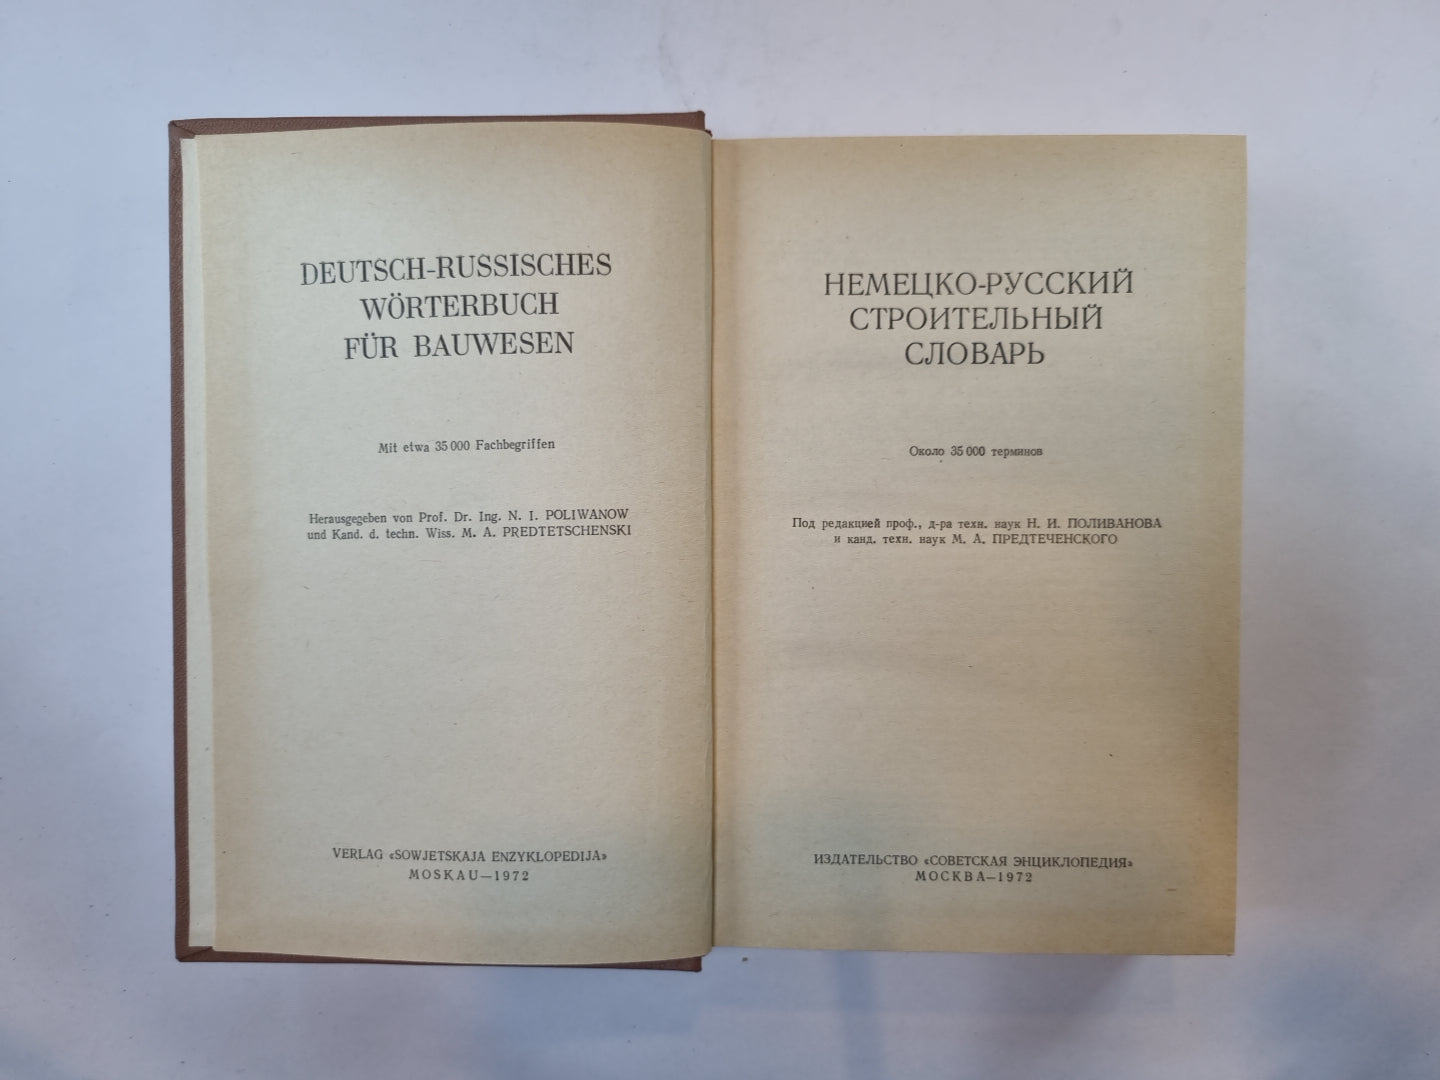 DEUTSCH-RUSSISCHES
WÖRTERBUCH
FÜR BAUWESEN
Mit etwa 35 000 Fachbegriffen
Herausgegeben von Prof. Dr. Ing. N. I. POLIWANOW
und Kand. d. techn. Wiss. M. A. PREDTETSCHENSKI
VERLAG «SOWJETSKAJA ENZYKLOPEDIJA»
MOSKAU—1972
НЕМЕЦКО-РУССКИЙ
СТРОИТЕЛЬНЫЙ
СЛОВАРЬ
Около 35 000 терминов
Под редакцией проф., д-ра техн. наук Н. И. ПОЛИВАНОВА
и канд. техн. наук М. А. ПРЕДТЕЧЕНСКОГО
ИЗДАТЕЛЬСТВО «СОВЕТСКАЯ ЭНЦИКЛОПЕДИЯ»
МОСКВА—1972